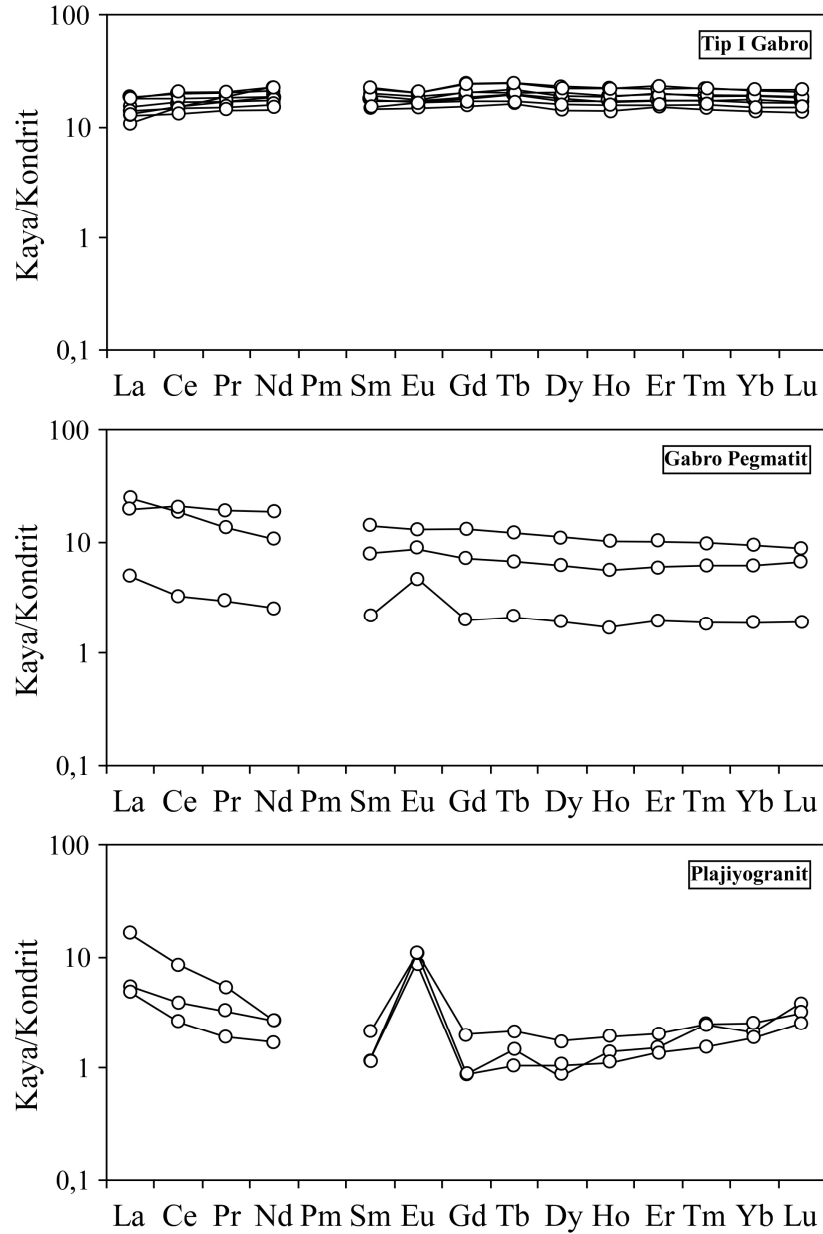 100
Tip I Gabro
10
1
0,1
Kaya/Kondrit
La Ce Pr Nd Pm Sm Eu Gd Tb Dy Ho Er Tm Yb Lu
100
Gabro Pegmatit
10
1
0,1
Kaya/Kondrit
La Ce Pr Nd Pm Sm Eu Gd Tb Dy Ho Er Tm Yb Lu
100
Plajiyogranit
10
1
0,1
Kaya/Kondrit
La Ce Pr Nd Pm Sm Eu Gd Tb Dy Ho Er Tm Yb Lu